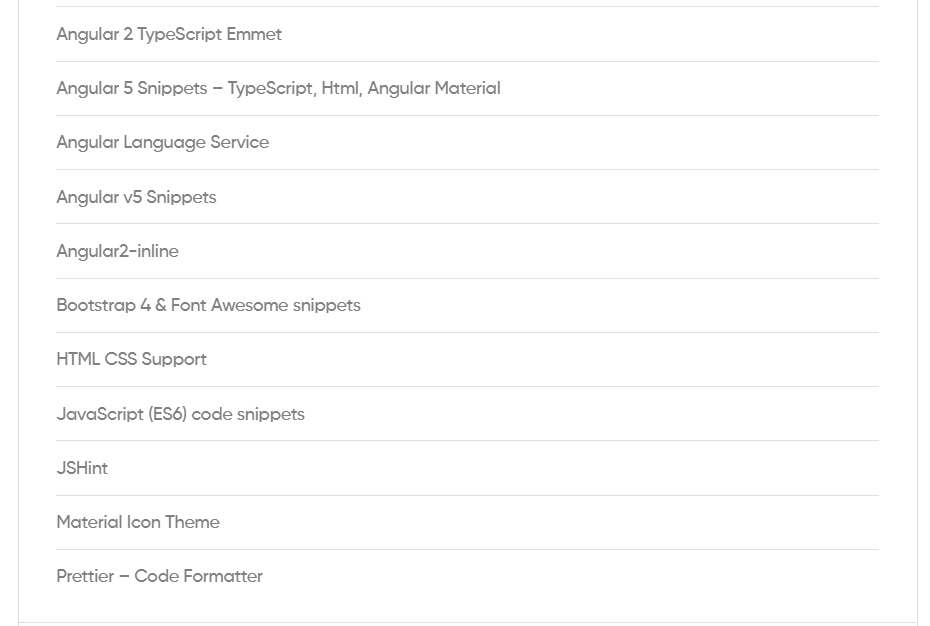 Angular 2 TypeScript Emmet
Angular 5 Snippets – TypeScript, Html, Angular Material
Angular Language Service
Angular v5 Snippets
Angular2-inline
Bootstrap 4 & Font Awesome snippets
HTML CSS Support
JavaScript (ES6) code snippets
JSHint
Material Icon Theme
Prettier – Code Formatter